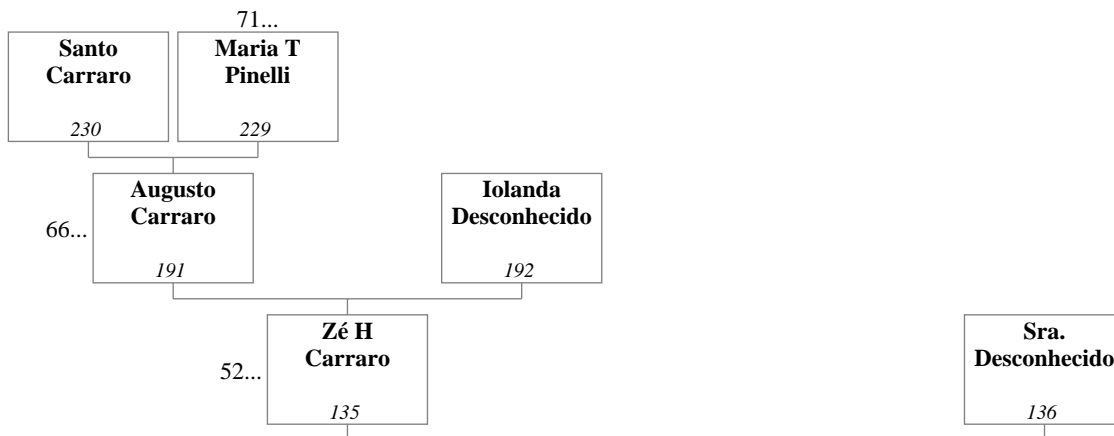 71...
Santo
Carraro
230
Maria T
Pinelli
229
66...
Augusto
Carraro
191
Iolanda
Desconhecido
192
52...
Zé H
Carraro
135
Sra.
Desconhecido
136